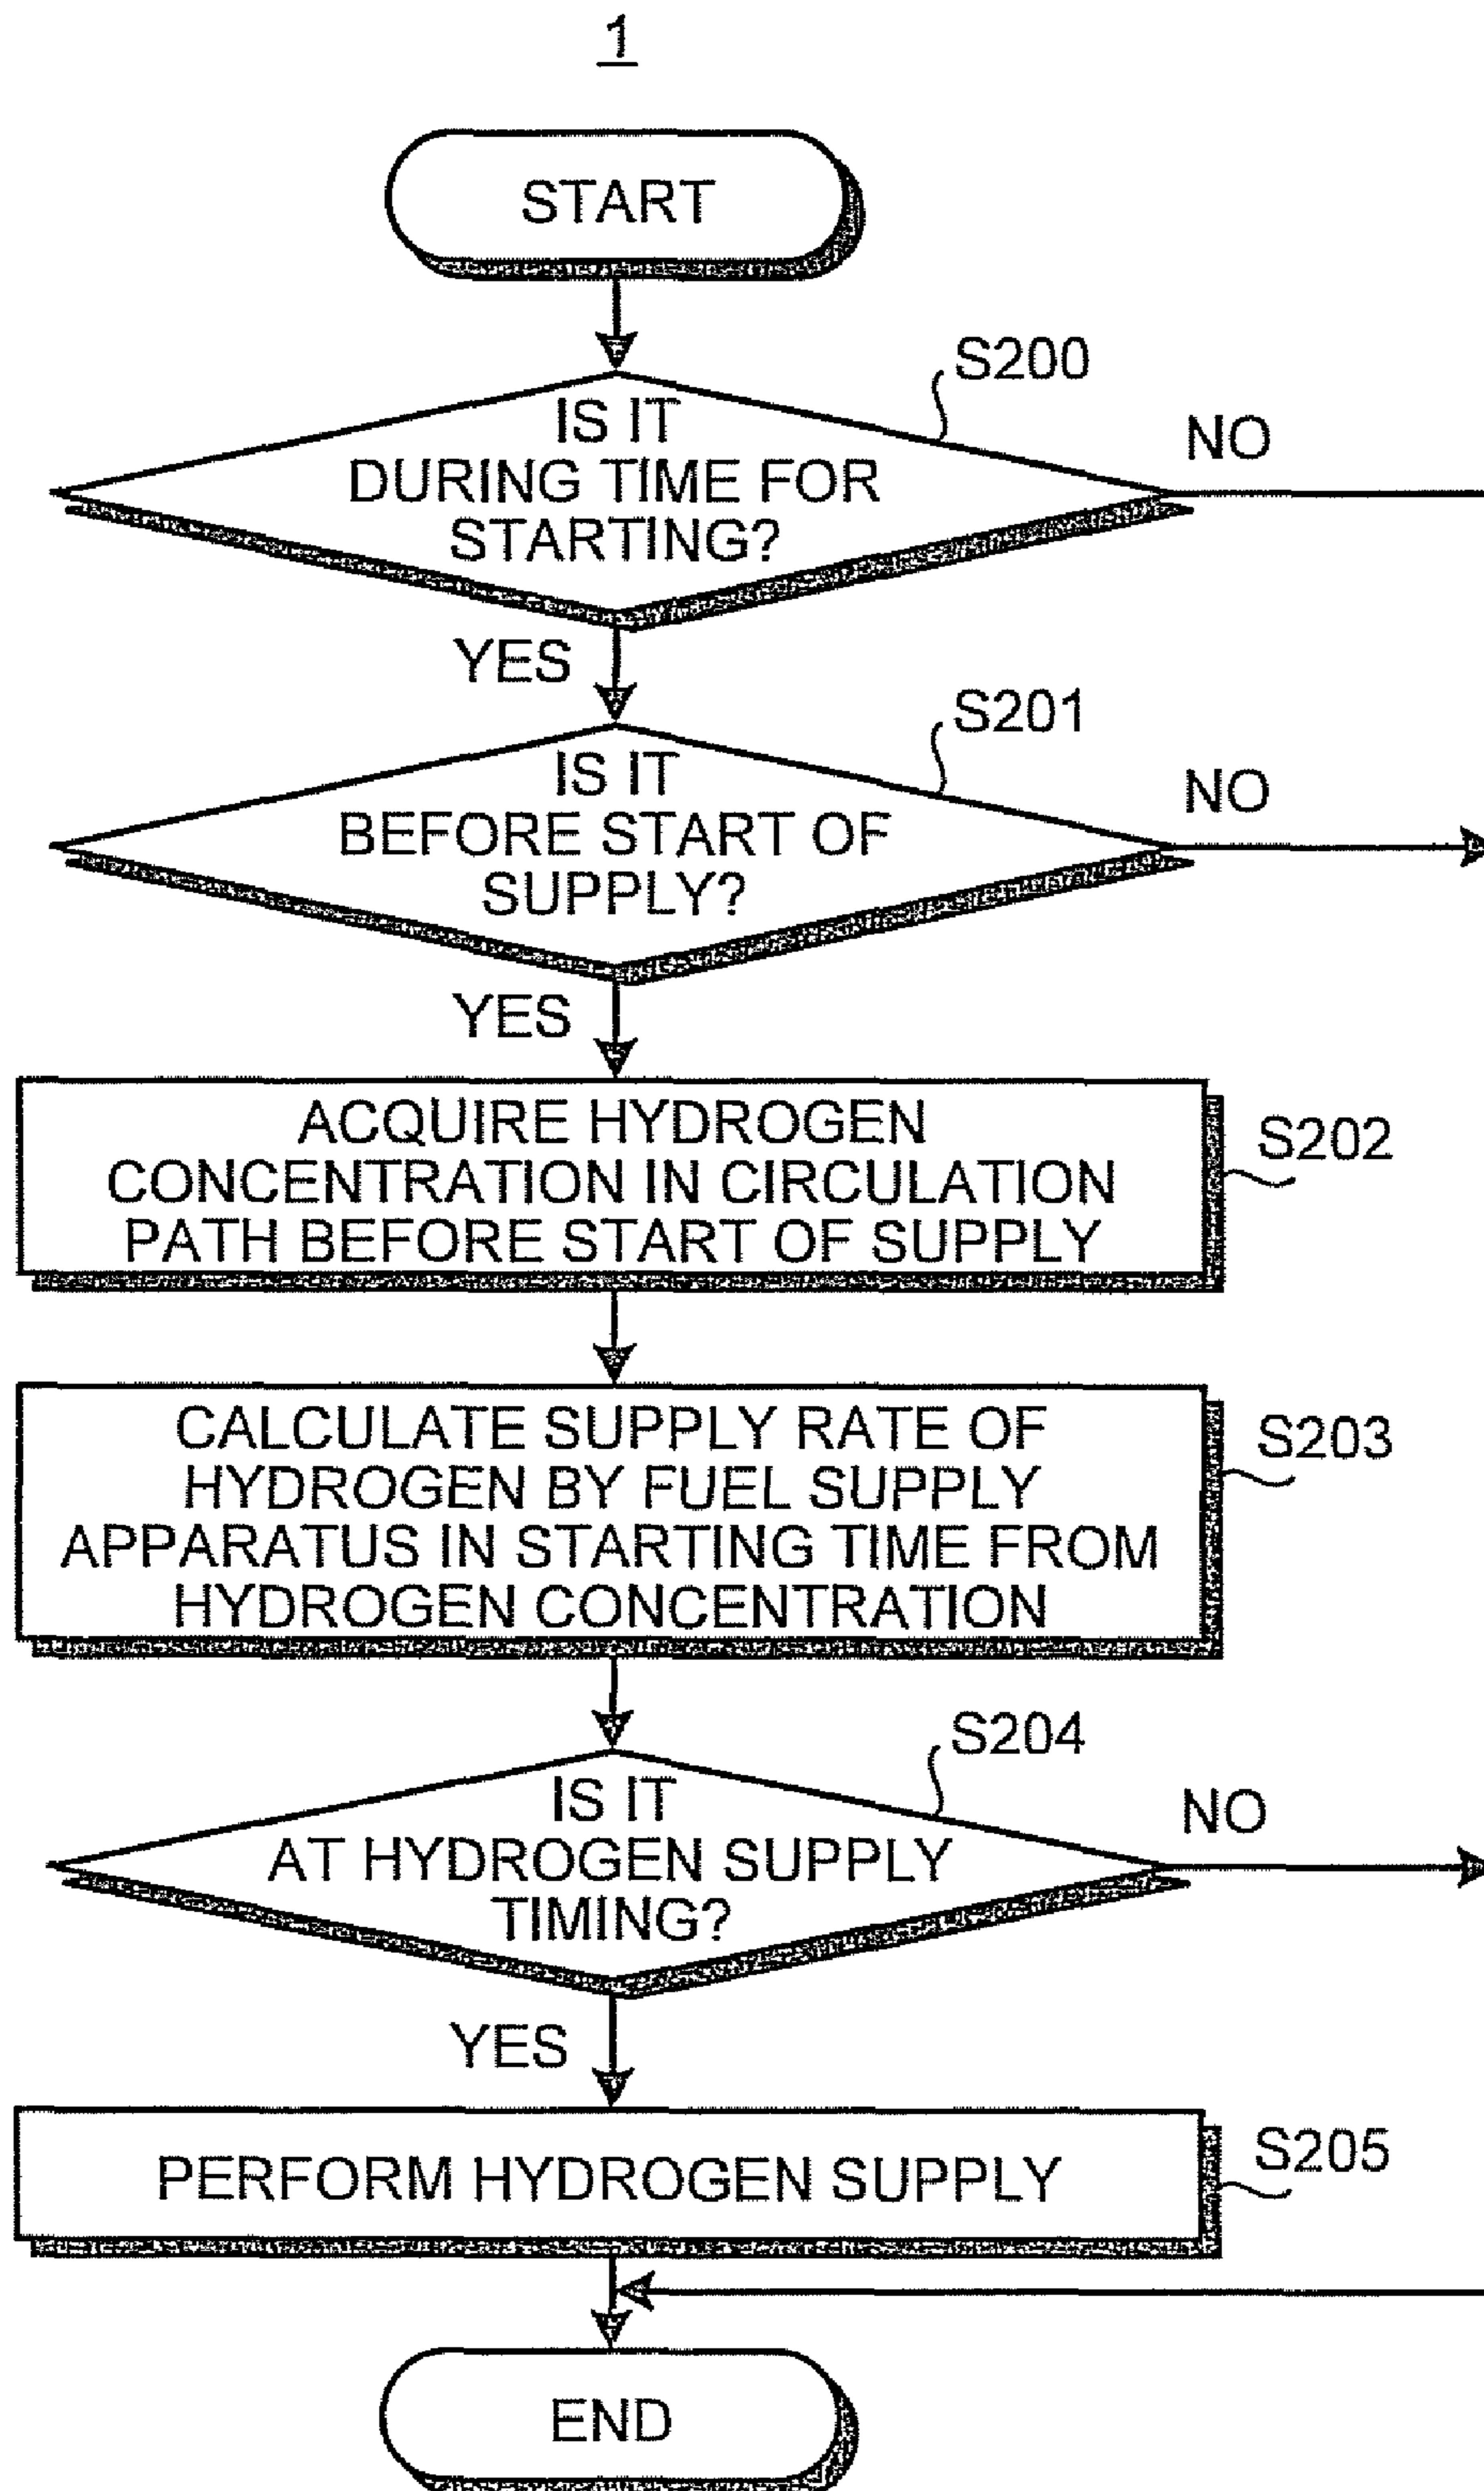 1
START
S200
IS IT
DURING TIME FOR
STARTING?
NO
YES
S201
IS IT
BEFORE START OF
SUPPLY?
NO
YES
ACQUIRE HYDROGEN
CONCENTRATION IN CIRCULATION
PATH BEFORE START OF SUPPLY
S202
CALCULATE SUPPLY RATE OF
HYDROGEN BY FUEL SUPPLY
APPARATUS IN STARTING TIME FROM
HYDROGEN CONCENTRATION
S203
S204
IS IT
AT HYDROGEN SUPPLY
TIMING?
NO
YES
PERFORM HYDROGEN SUPPLY
S205
END